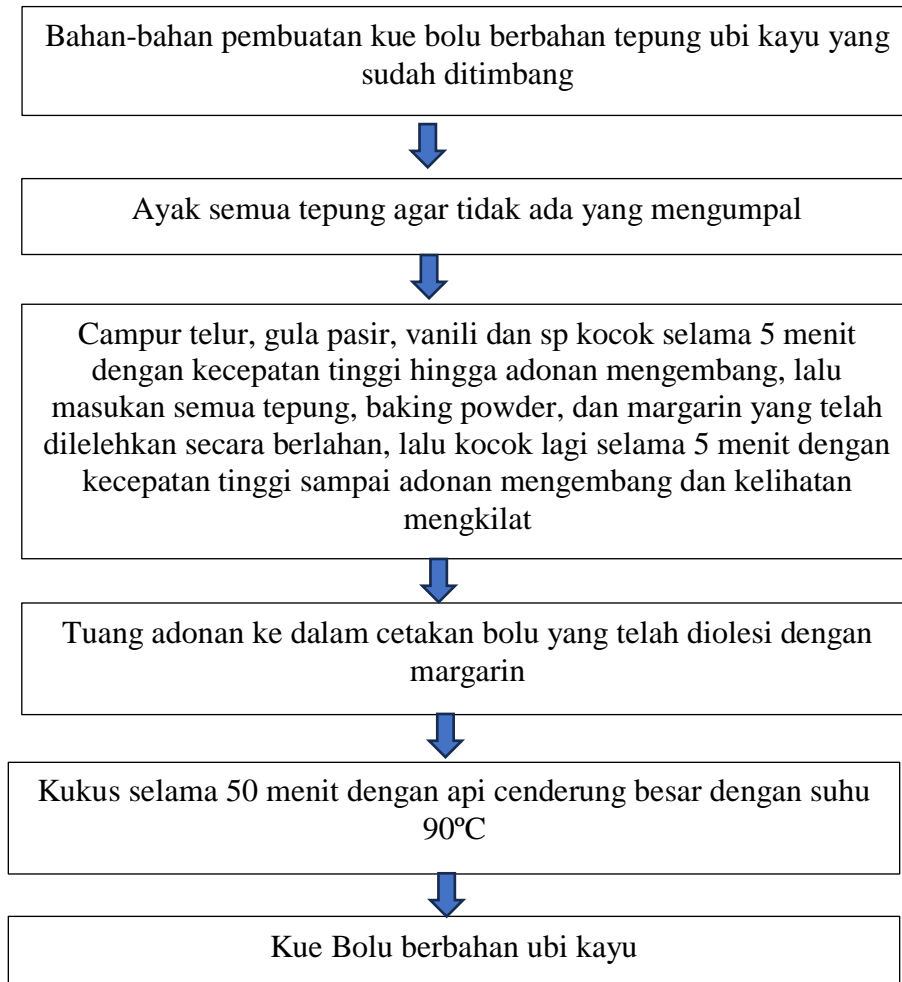 Bahan-bahan pembuatan kue bolu berbahan tepung ubi kayu yang
sudah ditimbang
Ayak semua tepung agar tidak ada yang mengumpal
Campur telur, gula pasir, vanili dan sp kocok selama 5 menit
dengan kecepatan tinggi hingga adonan mengembang, lalu
masukan semua tepung, baking powder, dan margarin yang telah
dilelehkan secara berlahan, lalu kocok lagi selama 5 menit dengan
kecepatan tinggi sampai adonan mengembang dan kelihatan
mengkilat
Tuang adonan ke dalam cetakan bolu yang telah diolesi dengan
margarin
Kukus selama 50 menit dengan api cenderung besar dengan suhu
90ºC
Kue Bolu berbahan ubi kayu